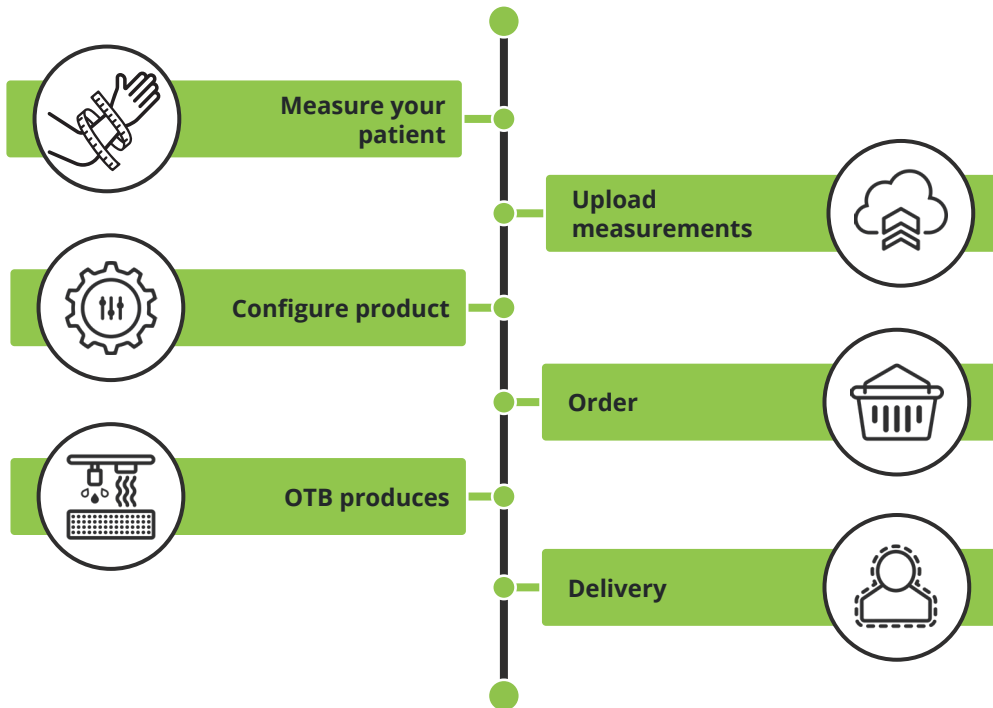 Measure your
patient
Upload
measurements
Configure product
Order
OTB produces
Delivery